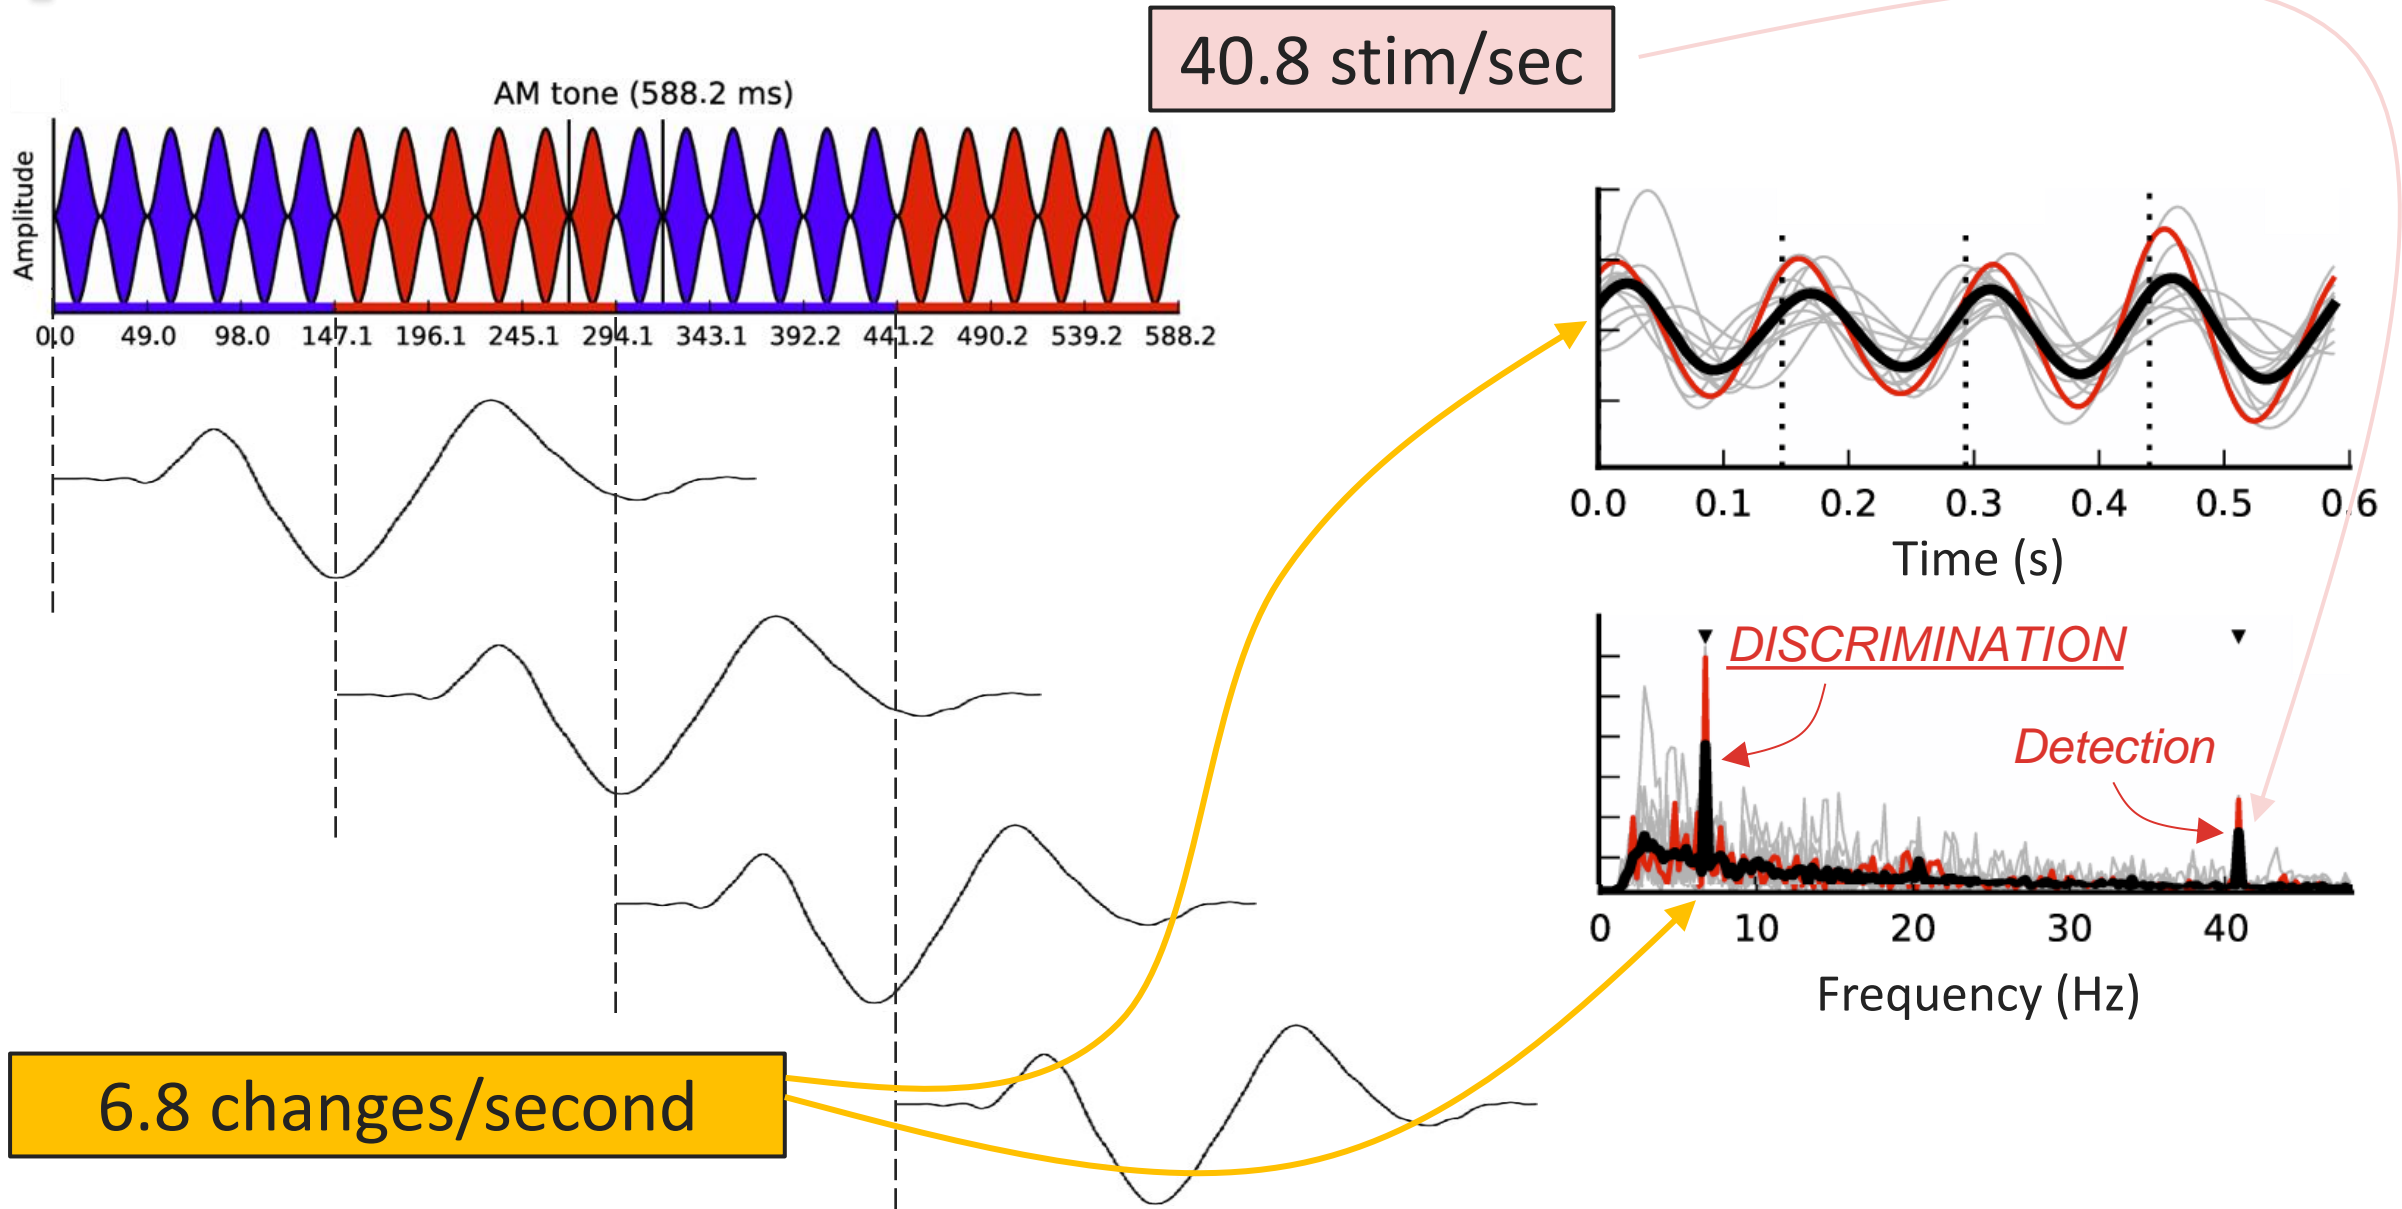 40.8 stim/sec
AM tone (588.2 ms)
Amplitude
0.0 49.0 98.0 147.1 196.1 245.1 294.1 343.1 392.2 441.2 490.2 539.2 588.2
0.0 0.1 0.2 0.3 0.4 0.5 0.6
Time (s)
DISCRIMINATION
Detection
0 10 20 30 40
Frequency (Hz)
6.8 changes/second